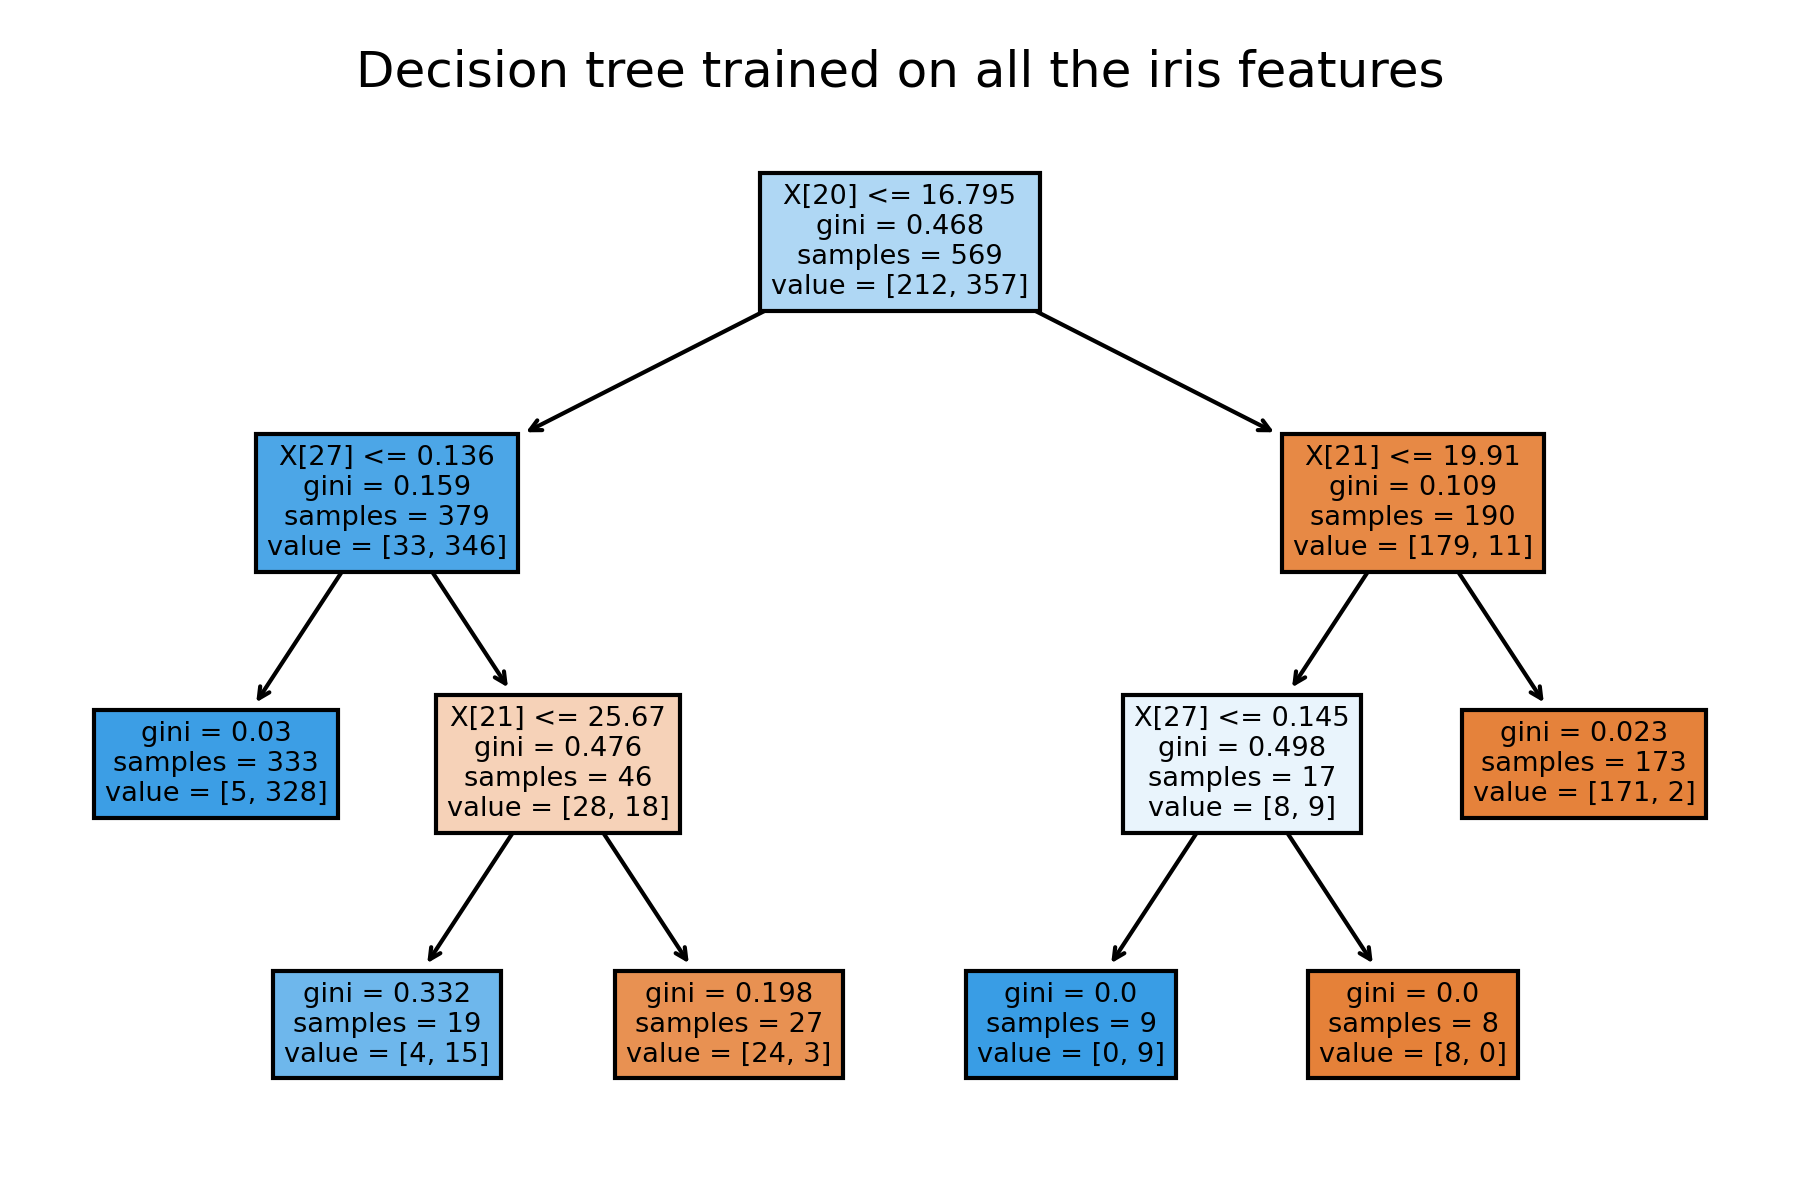 Decision tree trained on all the iris features
X[20] <= 16.795
gini = 0.468
samples = 569
value = [212, 357]
X[27] <= 0.136
gini = 0.159
samples = 379
value = [33, 346]
X[21] <= 19.91
gini = 0.109
samples = 190
value = [179, 11]
gini = 0.03
samples = 333
value = [5, 328]
X[21] <= 25.67
gini = 0.476
samples = 46
value = [28, 18]
X[27] <= 0.145
gini = 0.498
samples = 17
value = [8, 9]
gini = 0.023
samples = 173
value = [171, 2]
gini = 0.332
samples = 19
value = [4, 15]
gini = 0.198
samples = 27
value = [24, 3]
gini = 0.0
samples = 9
value = [0, 9]
gini = 0.0
samples = 8
value = [8, 0]